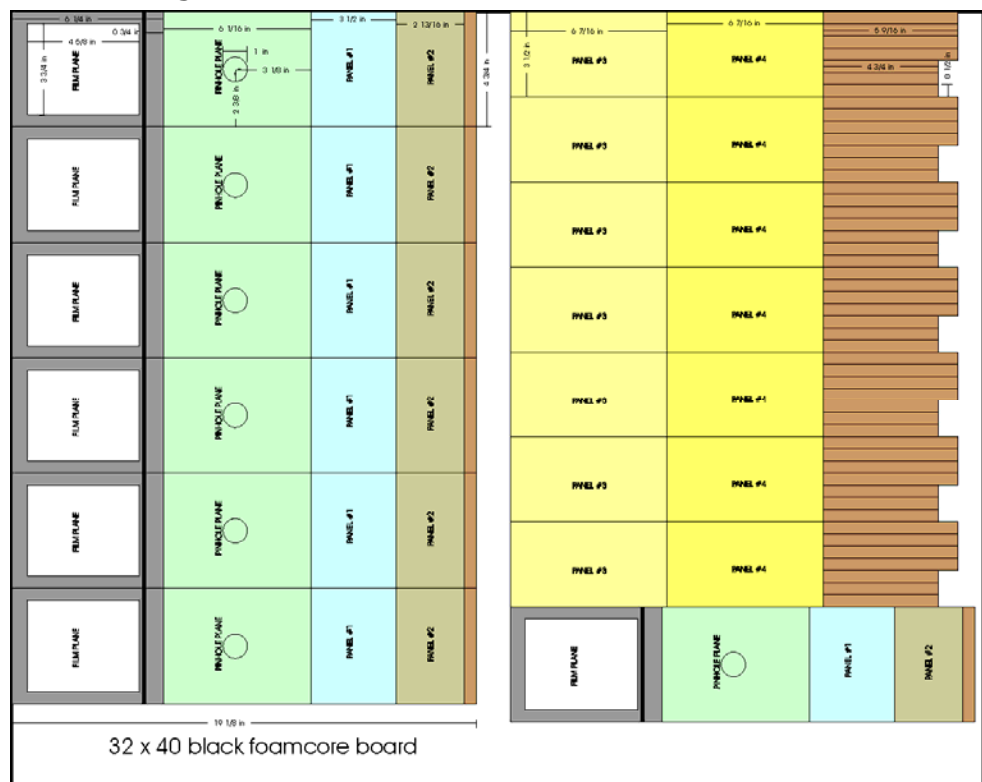 6 1/4 in
6 1/16 in
3 1/2 in
2 13/16 in
6 7/16 in
6 7/16 in
5 9/16 in
0 3/4 in
4 5/8 in
1 in
3 1/8 in
3 3/4 in
2 3/8 in
4 3/4 in
3 1/2 in
4 3/4 in
0 1/2 in
FILM PLANE
PINHOLE PLANE
PANEL #1
PANEL #2
PANEL #3
PANEL #4
FILM PLANE
PINHOLE PLANE
PANEL #1
PANEL #2
PANEL #3
PANEL #4
FILM PLANE
PINHOLE PLANE
PANEL #1
PANEL #2
PANEL #3
PANEL #4
FILM PLANE
PINHOLE PLANE
PANEL #1
PANEL #2
PANEL #3
PANEL #4
FILM PLANE
PINHOLE PLANE
PANEL #1
PANEL #2
PANEL #3
PANEL #4
FILM PLANE
PINHOLE PLANE
PANEL #1
PANEL #2
PANEL #3
PANEL #4
PANEL #3
PANEL #4
FILM PLANE
PINHOLE PLANE
PANEL #1
PANEL #2
19 1/8 in
32 x 40 black foamcore board